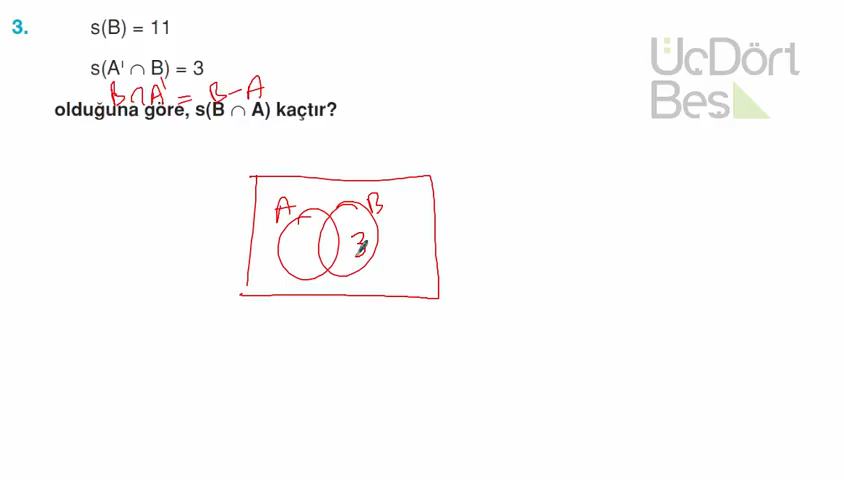 3. s(B) = 11
s(A' ∩ B) = 3
B∩A' = B-A
olduğuna göre, s(B ∩ A) kaçtır?
A B
3
ÜçDört
Beş